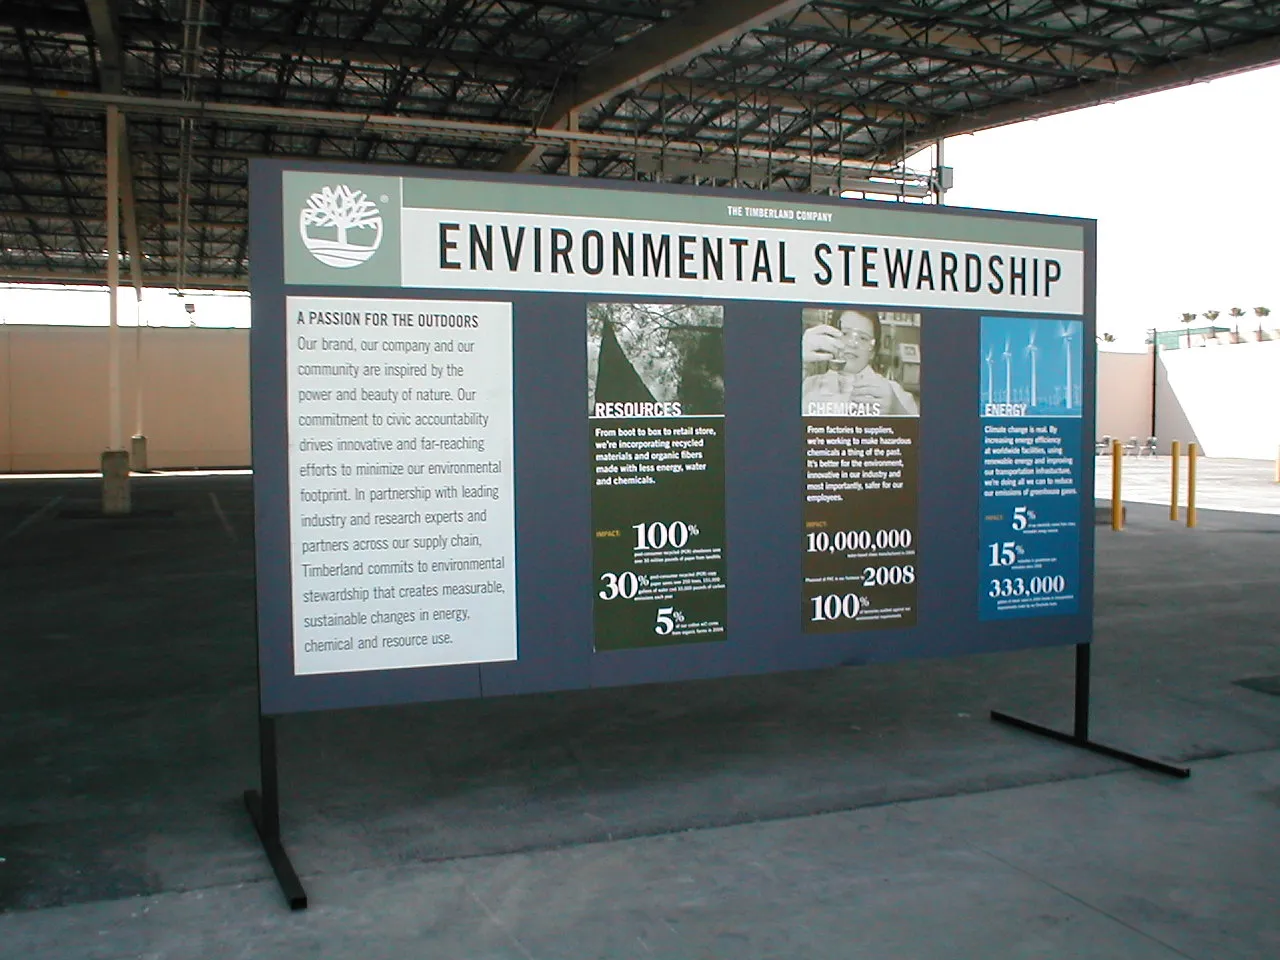 ®
THE TIMBERLAND COMPANY
ENVIRONMENTAL STEWARDSHIP
A PASSION FOR THE OUTDOORS
Our brand, our company and our
community are inspired by the
power and beauty of nature. Our
commitment to civic accountability
drives innovative and far-reaching
efforts to minimize our environmental
footprint. In partnership with leading
industry and research experts and
partners across our supply chain,
Timberland commits to environmental
stewardship that creates measurable,
sustainable changes in energy,
chemical and resource use.
RESOURCES
From boot to box to retail store,
we're incorporating recycled
materials and organic fibers
made with less energy, water
and chemicals.
IMPACT:
100%
30%
5%
CHEMICALS
From factories to suppliers,
we're working to make hazardous
chemicals a thing of the past.
It's better for the environment,
innovative in our industry and
most importantly, safer for our
employees.
IMPACT:
10,000,000
2008
100%
ENERGY
Climate change is real. By
increasing energy efficiency
at worldwide facilities, using
renewable energy and improving
our transportation infrastucture,
we're doing all we can to reduce
our emissions of greenhouse gases.
IMPACT:
5%
15%
333,000